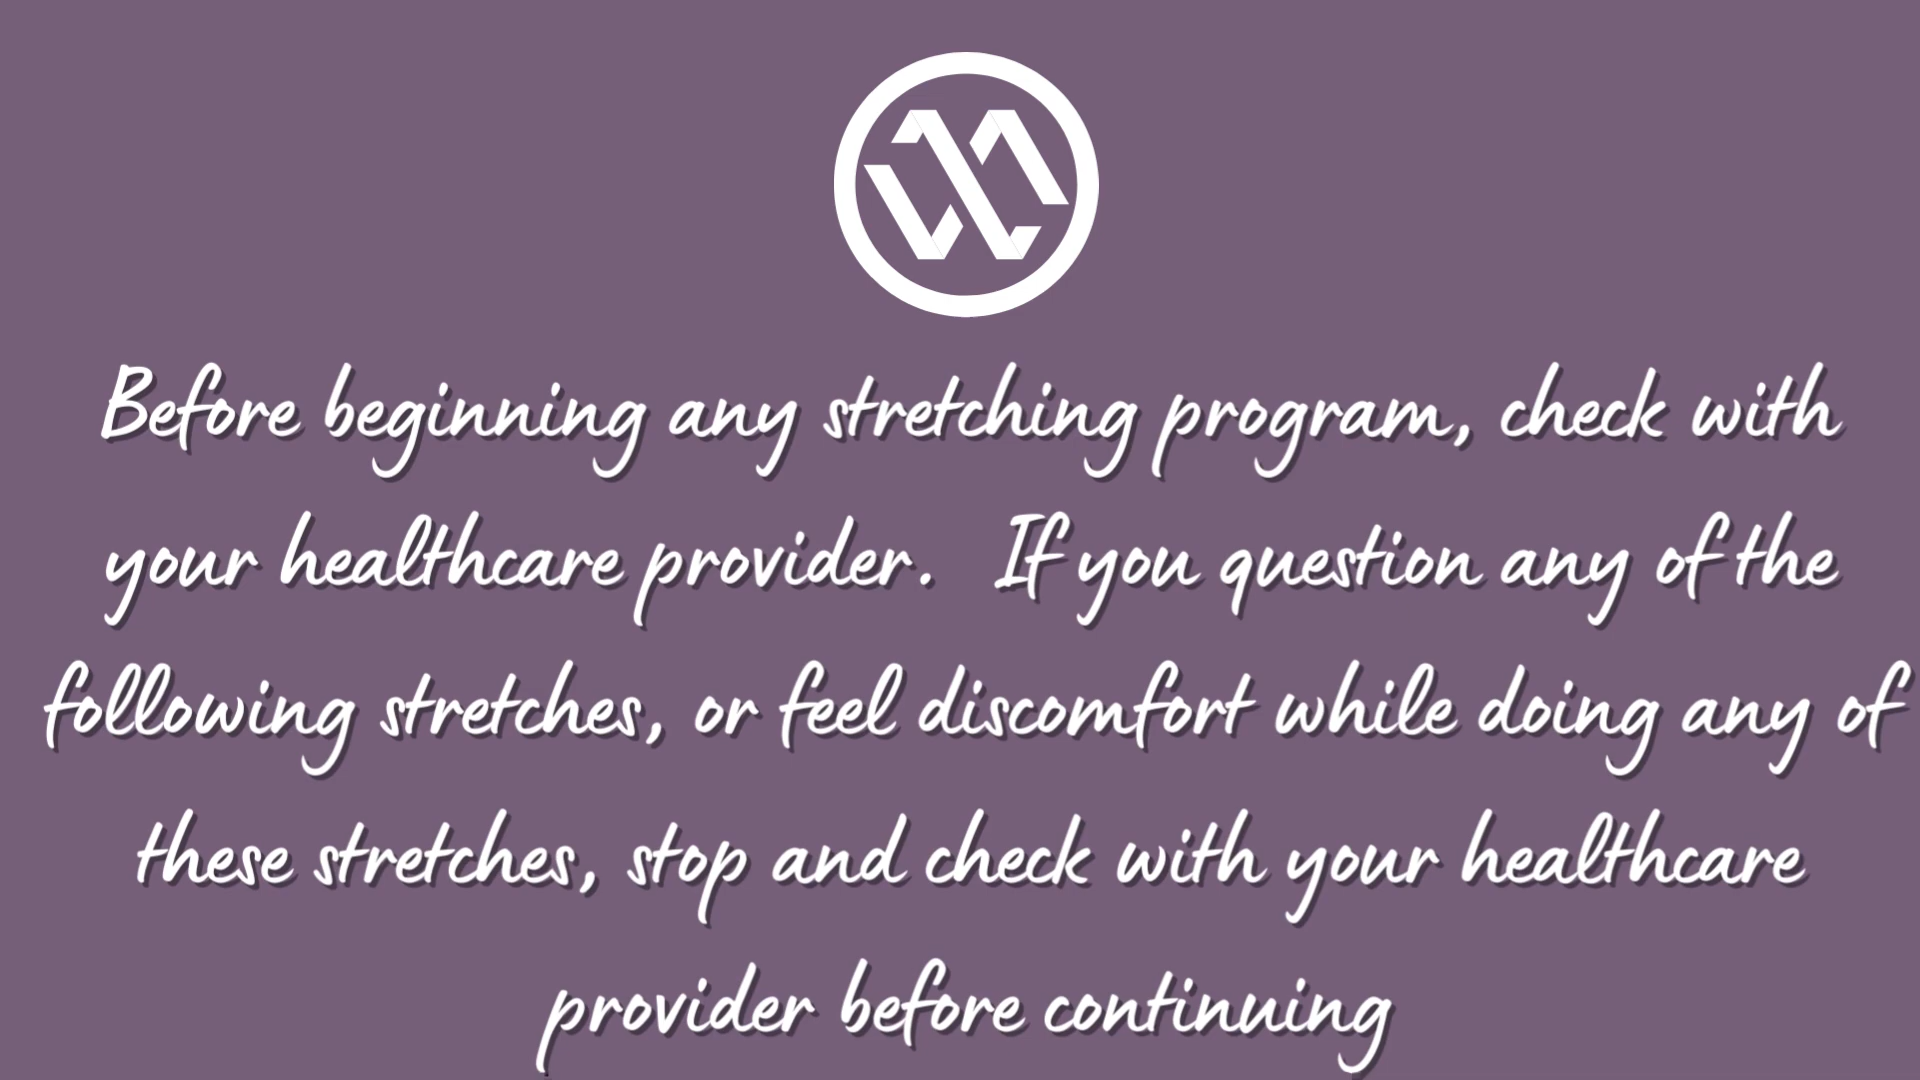 Before beginning any stretching program, check with
your healthcare provider.  If you question any of the
following stretches, or feel discomfort while doing any of
these stretches, stop and check with your healthcare
provider before continuing